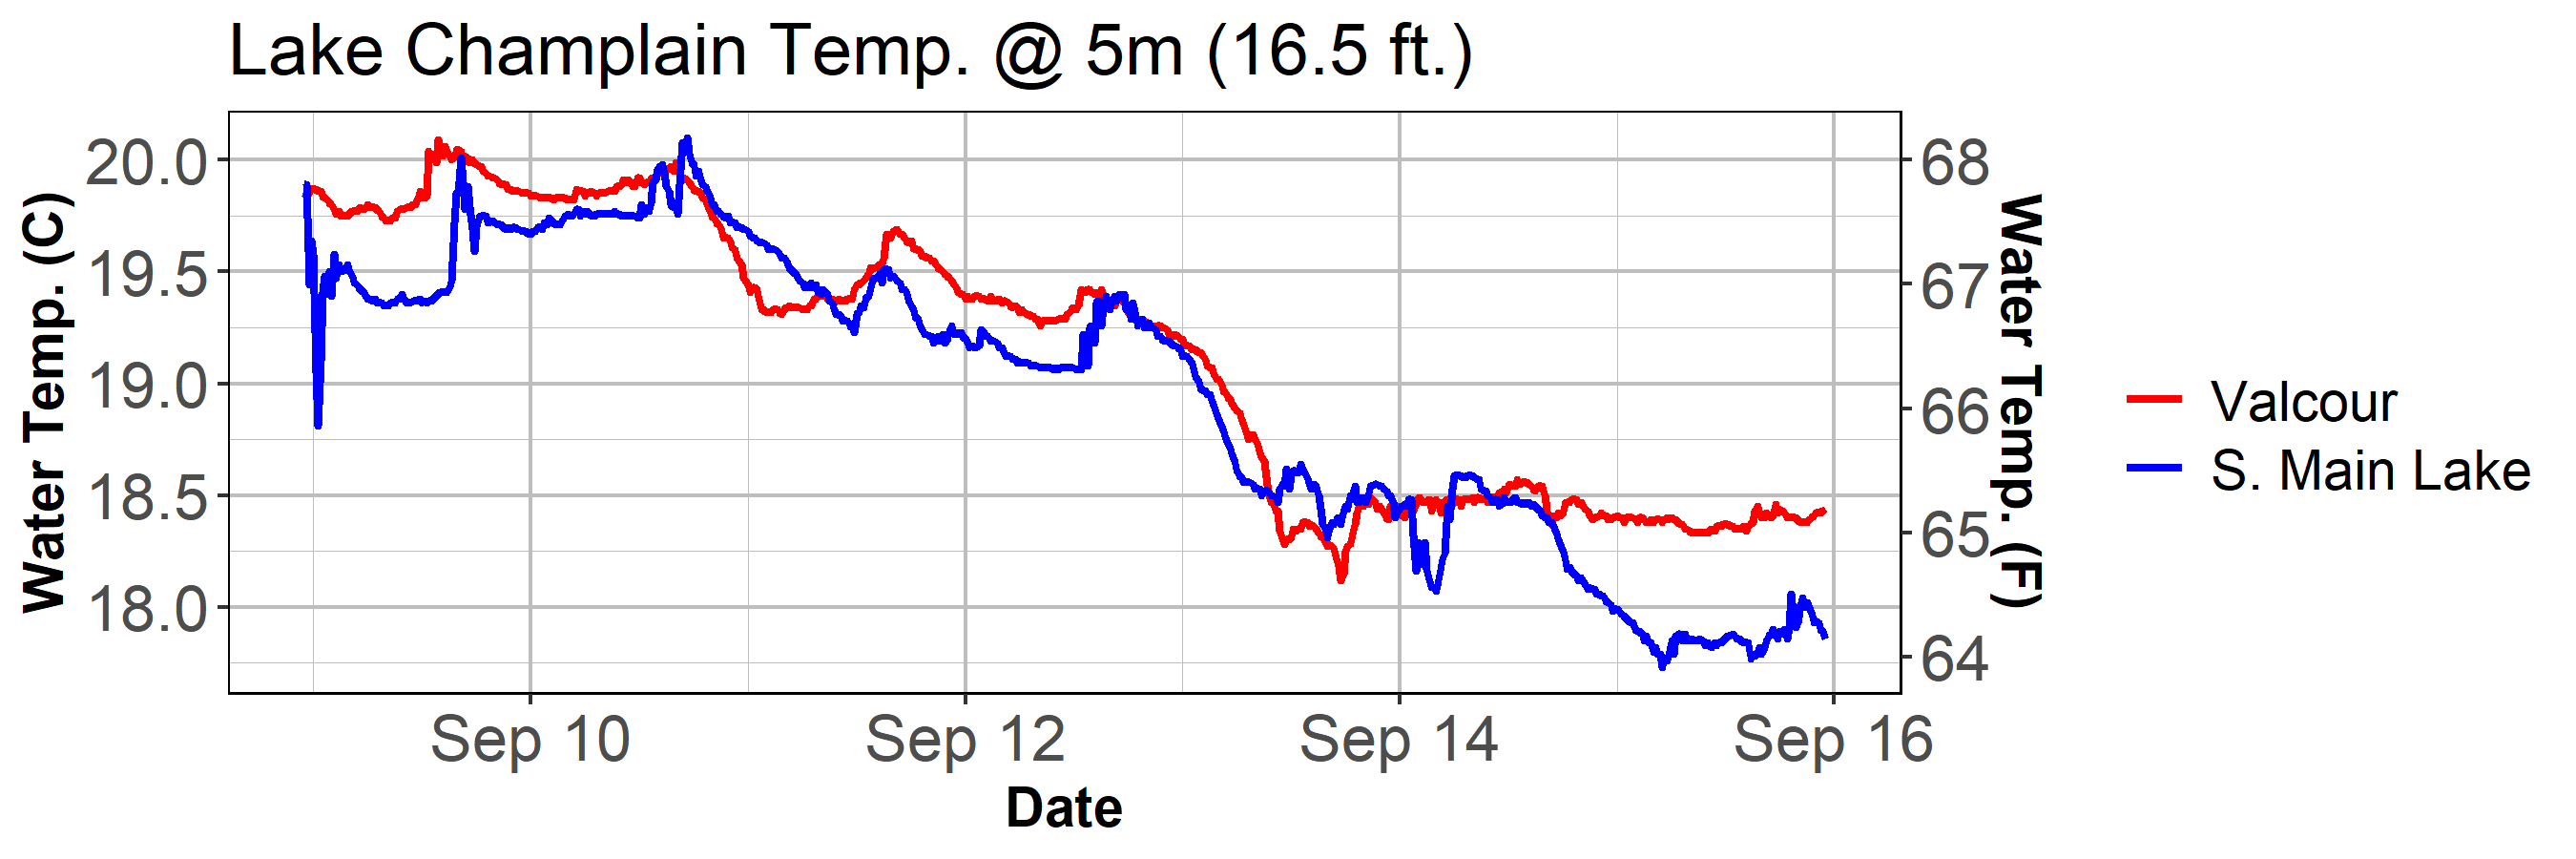 Lake Champlain Temp. @ 5m (16.5 ft.)
Water Temp. (C)
20.0
19.5
19.0
18.5
18.0
68
67
66
65
64
Water Temp. (F)
Valcour
S. Main Lake
Sep 10 Sep 12 Sep 14 Sep 16
Date